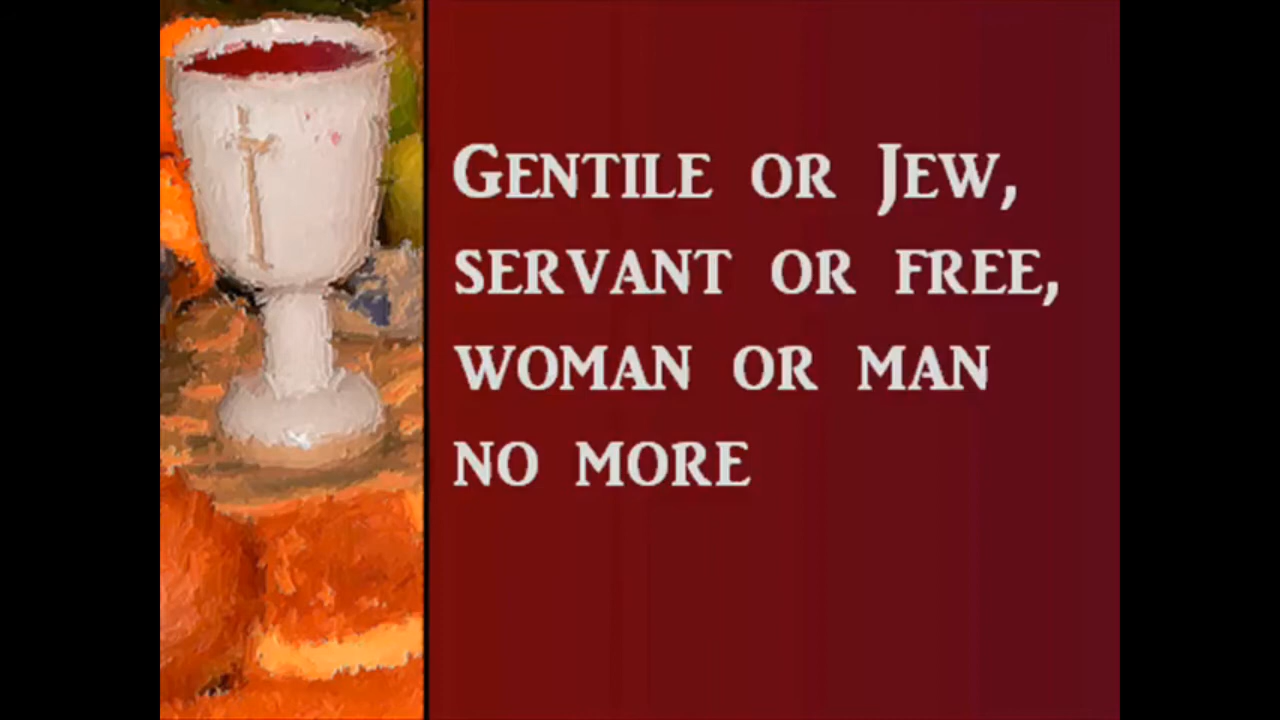 Gentile or Jew,
servant or free,
woman or man
no more